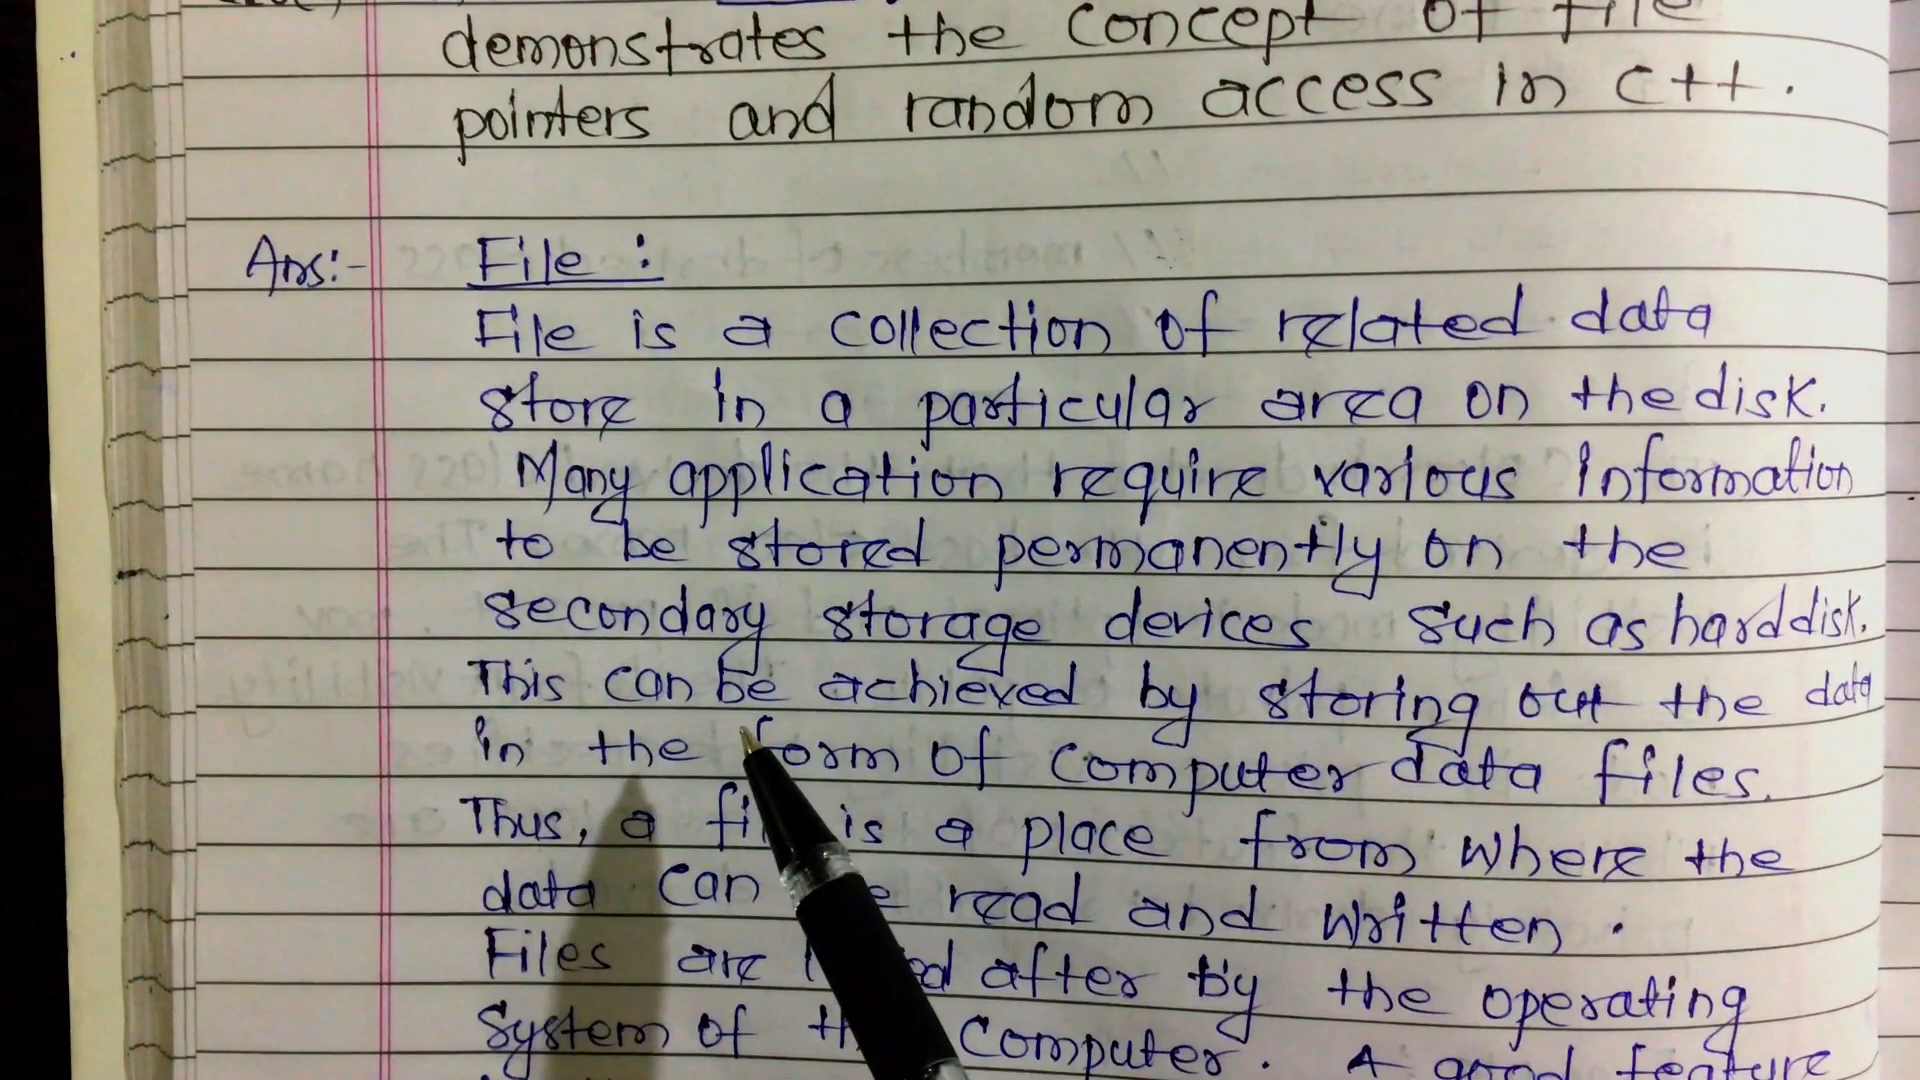 demonstrates the concept of file
pointers and random access in C++.
Ans:- File:
File is a collection of related data
store in a particular area on the disk.
Many application require various information
to be stored permanently on the
secondary storage devices such as harddisk.
This can be achieved by storing out the data
in the form of computer data files.
Thus, a is a place from where the
data can read and written.
Files are after by the operating
System of Computer. A good feature